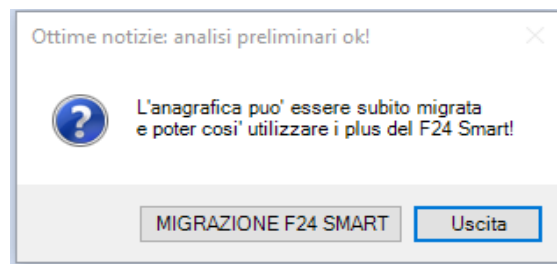 Ottime notizie: analisi preliminari ok!
L'anagrafica puo' essere subito migrata
e poter cosi' utilizzare i plus del F24 Smart!
MIGRAZIONE F24 SMART
Uscita